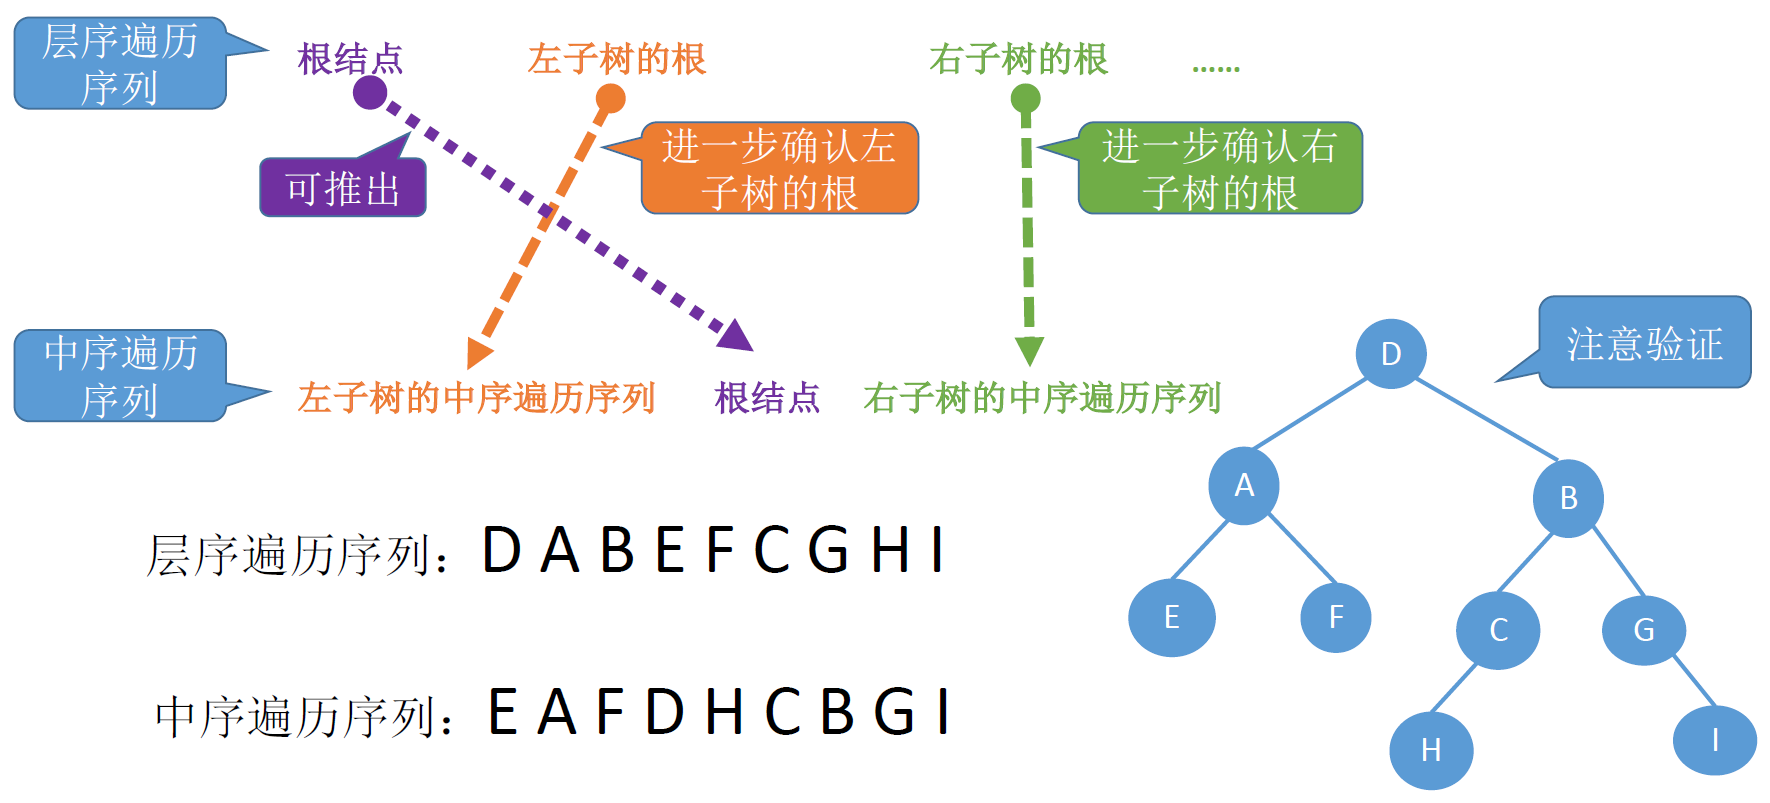 层序遍历
序列
根结点
左子树的根
右子树的根
……
可推出
进一步确认左
子树的根
进一步确认右
子树的根
中序遍历
序列
左子树的中序遍历序列
根结点
右子树的中序遍历序列
注意验证
D
A
B
E
F
C
G
H
I
层序遍历序列：D A B E F C G H I
中序遍历序列：E A F D H C B G I